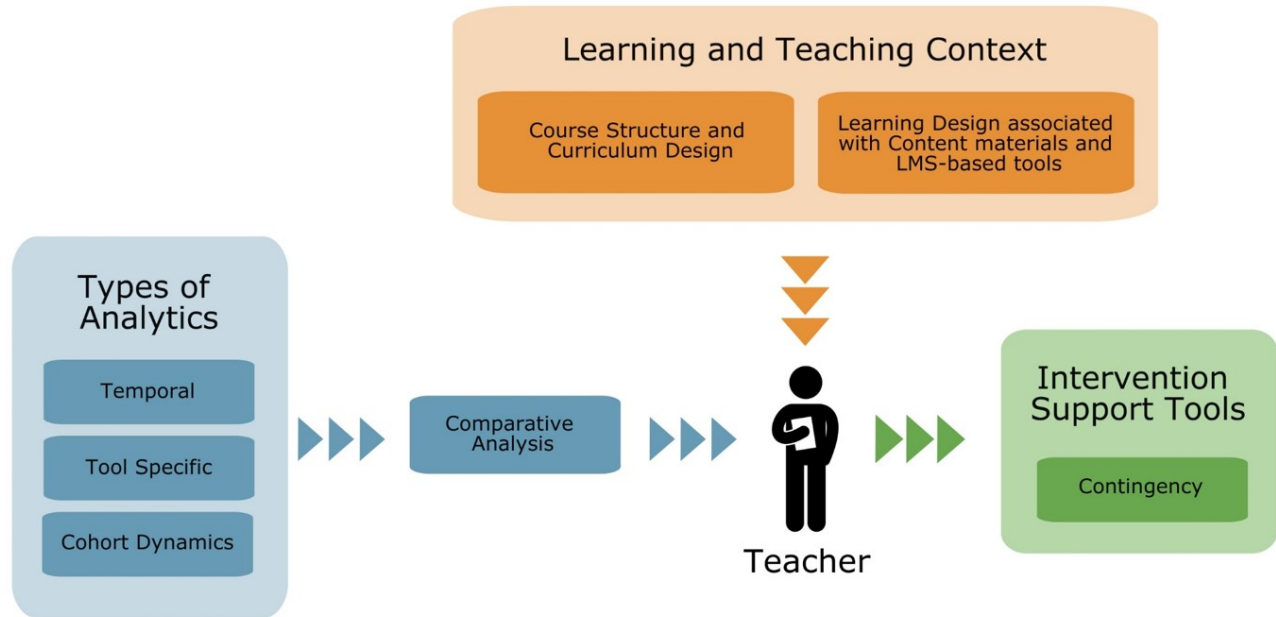 Learning and Teaching Context
Course Structure and
Curriculum Design
Learning Design associated
with Content materials and
LMS-based tools
Types of
Analytics
Temporal
Tool Specific
Cohort Dynamics
Comparative
Analysis
Teacher
Intervention
Support Tools
Contingency